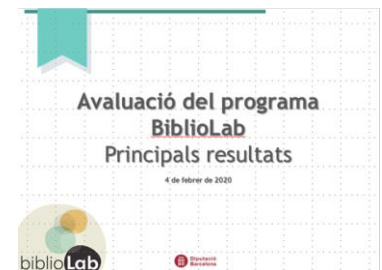 Avaluació del programa
BiblioLab
Principals resultats
4 de febrer de 2020
biblioLab
Diputació
Barcelona